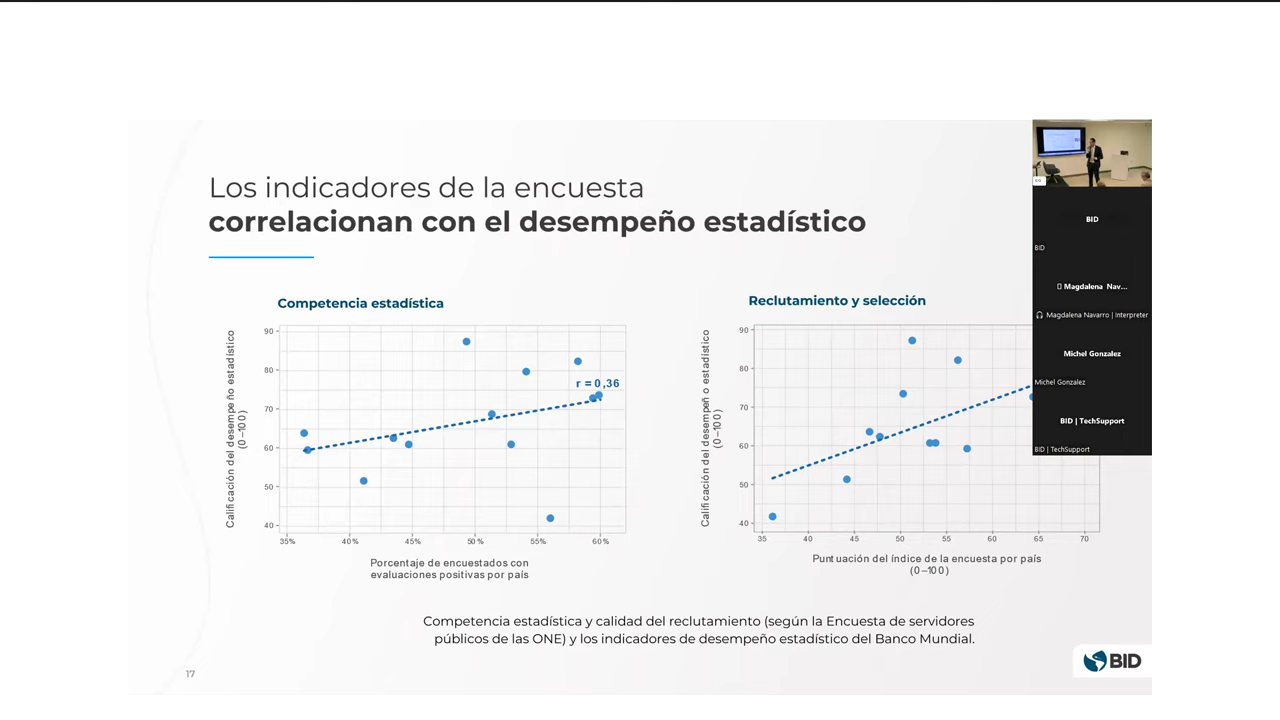 Los indicadores de la encuesta
correlacionan con el desempeño estadístico
Competencia estadística
Calificación del desempeño estadístico
(0–100)
90
80
70
60
50
40
r = 0,36
35%
40%
45%
50%
55%
60%
Porcentaje de encuestados con
evaluaciones positivas por país
Reclutamiento y selección
Calificación del desempeño estadístico
(0–100)
90
80
70
60
50
40
35
40
45
50
55
60
65
70
Puntuación del índice de la encuesta por país
(0–100)
BID
BID
Magdalena Nav...
Magdalena Navarro | Interpreter
Michel Gonzalez
Michel Gonzalez
BID | TechSupport
BID | TechSupport
Competencia estadística y calidad del reclutamiento (según la Encuesta de servidores
públicos de las ONE) y los indicadores de desempeño estadístico del Banco Mundial.
17
BID